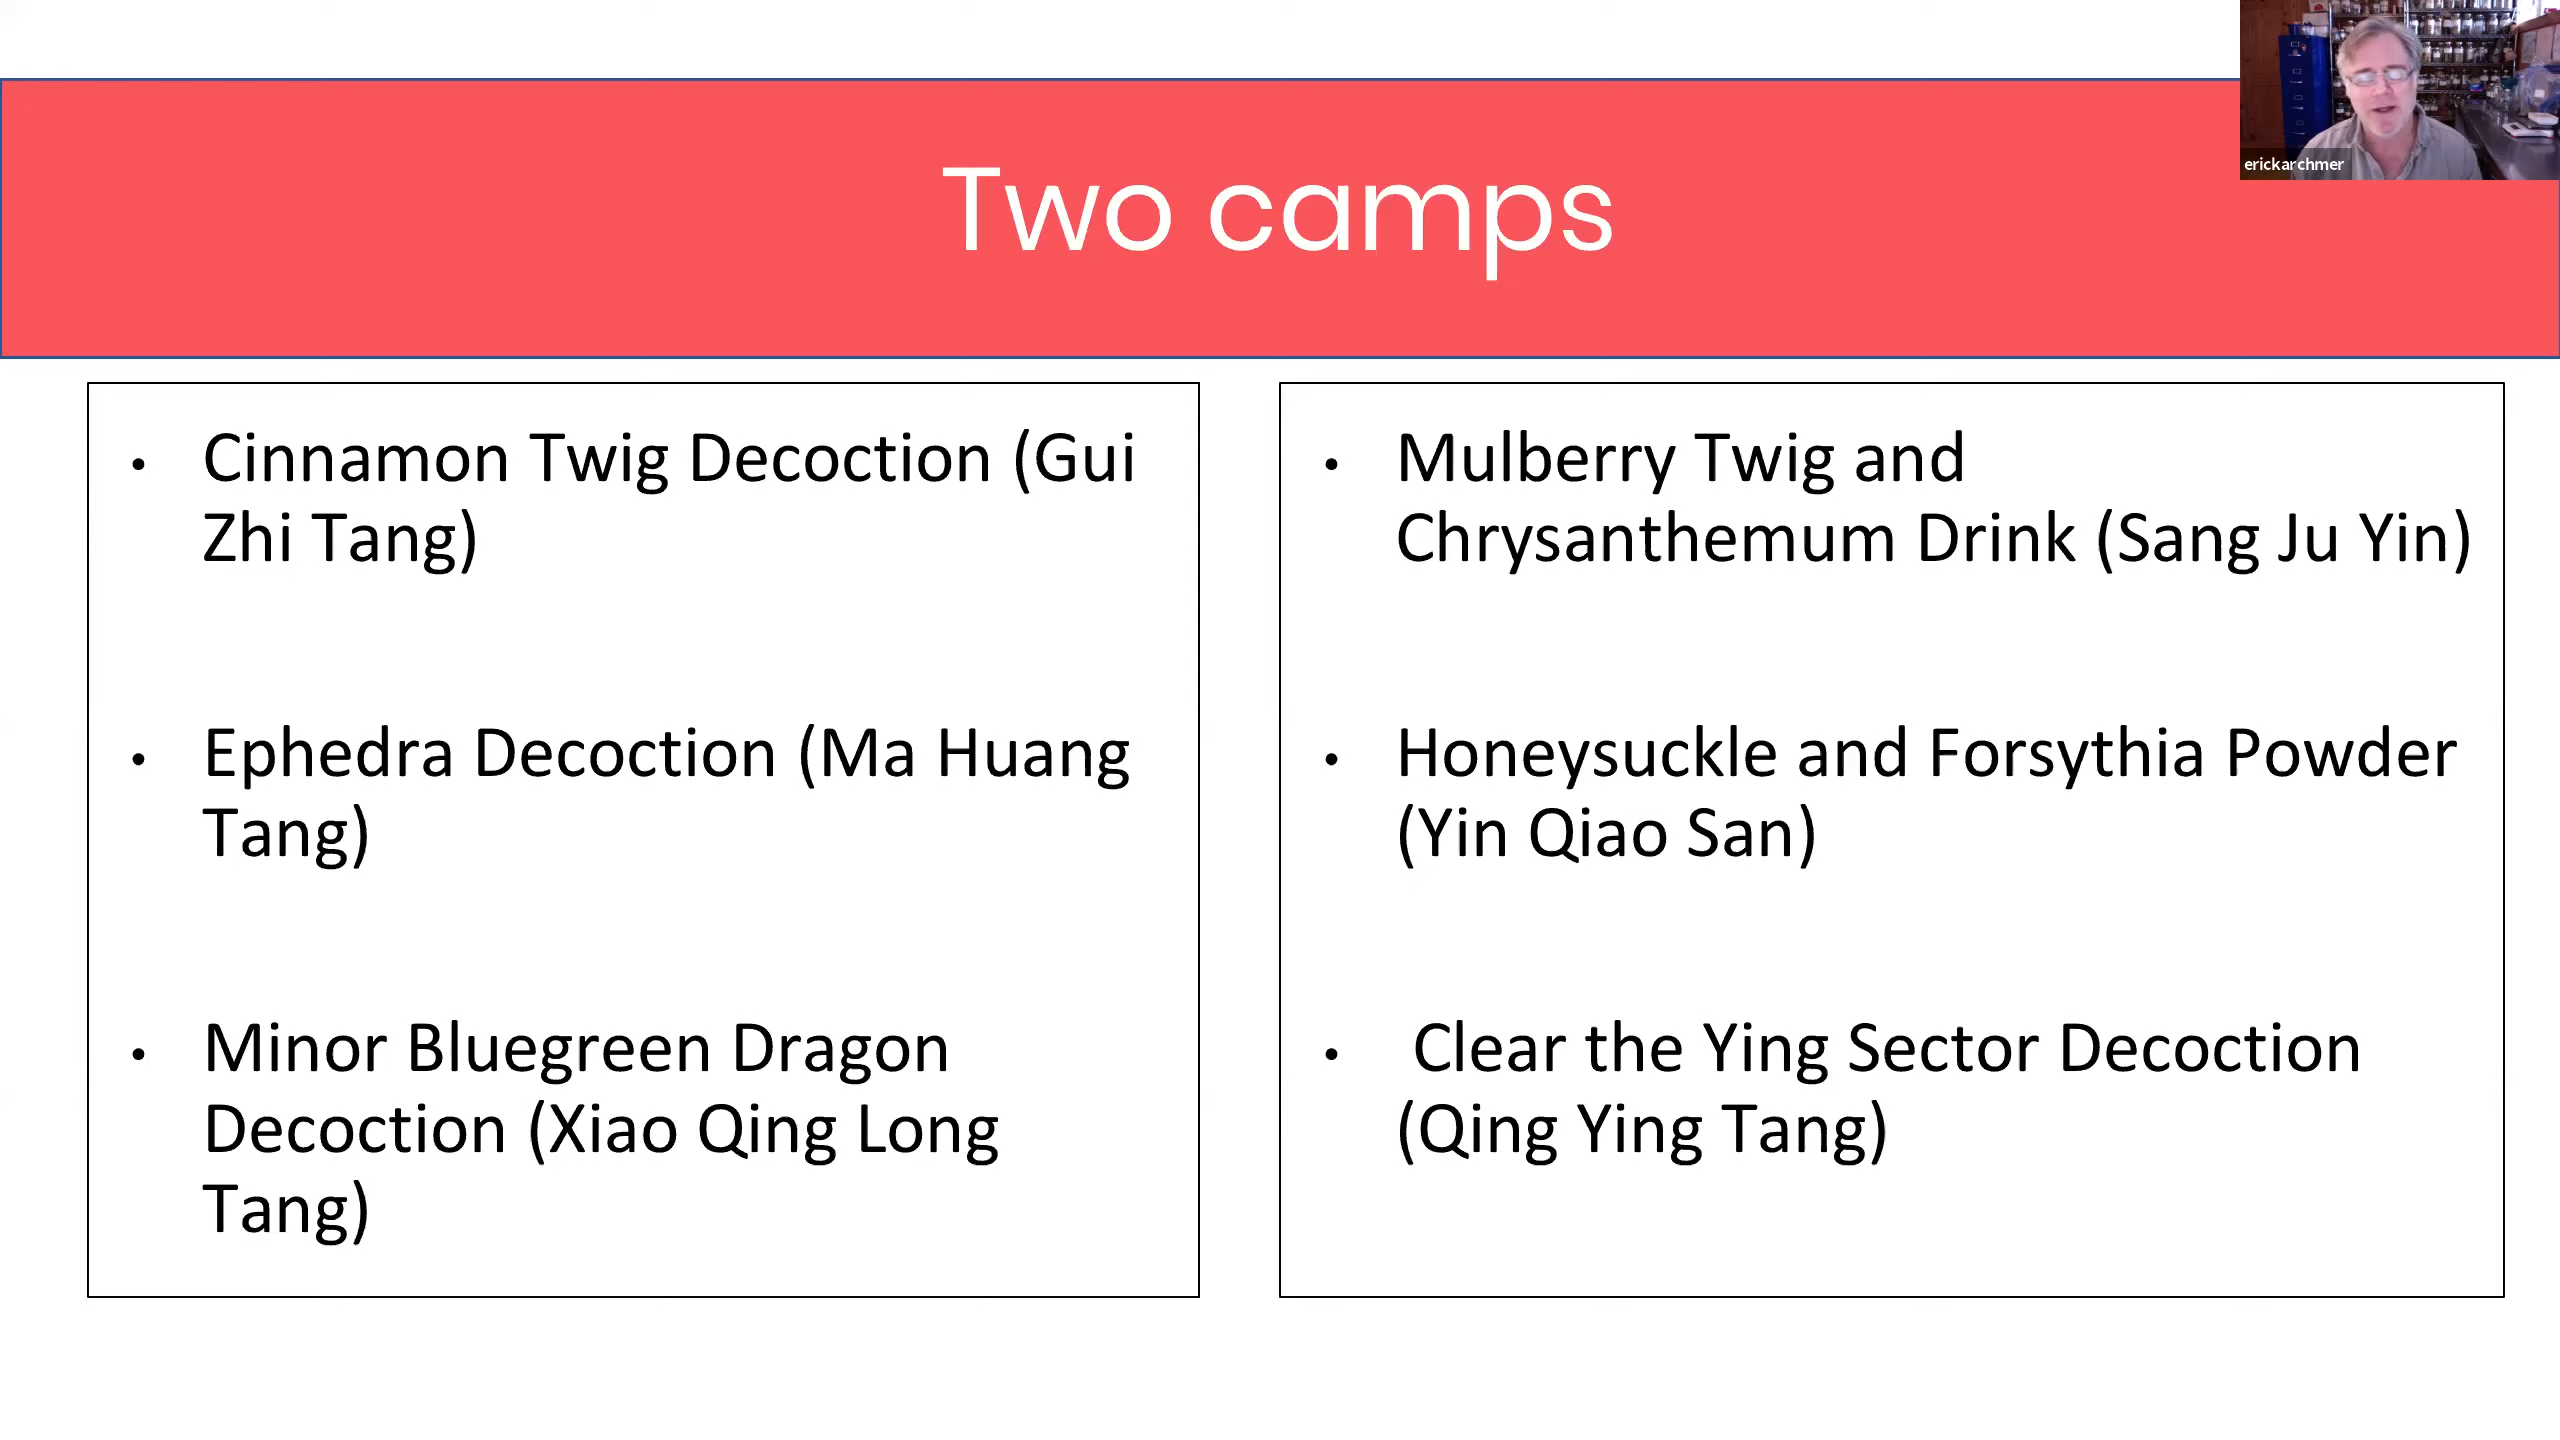 erickarchmer
Two camps
• Cinnamon Twig Decoction (Gui
Zhi Tang)
• Ephedra Decoction (Ma Huang
Tang)
• Minor Bluegreen Dragon
Decoction (Xiao Qing Long
Tang)
• Mulberry Twig and
Chrysanthemum Drink (Sang Ju Yin)
• Honeysuckle and Forsythia Powder
(Yin Qiao San)
• Clear the Ying Sector Decoction
(Qing Ying Tang)